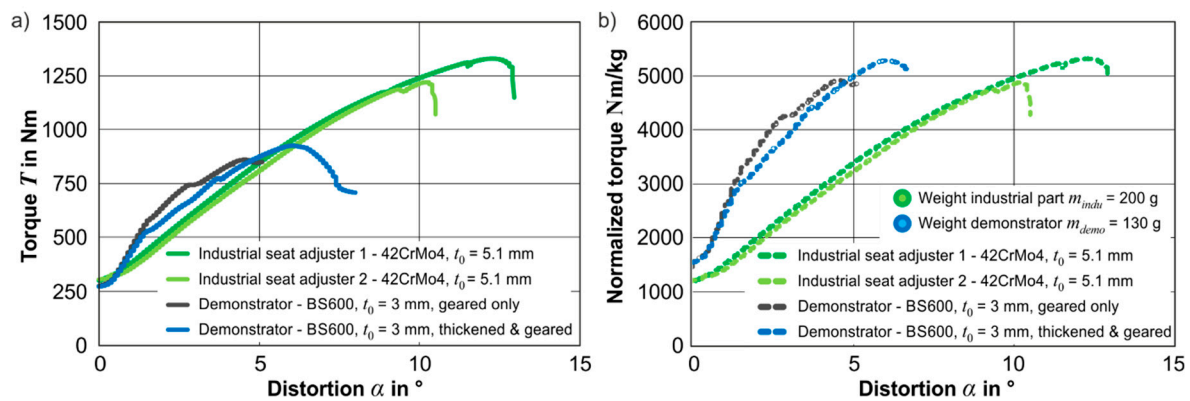 a)
Torque T in Nm
1500
1250
1000
750
500
250
0
Industrial seat adjuster 1 - 42CrMo4, t0 = 5.1 mm
Industrial seat adjuster 2 - 42CrMo4, t0 = 5.1 mm
Demonstrator - BS600, t0 = 3 mm, geared only
Demonstrator - BS600, t0 = 3 mm, thickened & geared
0 5 10 15
Distortion α in °
b)
Normalized torque Nm/kg
6000
5000
4000
3000
2000
1000
0
Weight industrial part mindu = 200 g
Weight demonstrator mdemo = 130 g
Industrial seat adjuster 1 - 42CrMo4, t0 = 5.1 mm
Industrial seat adjuster 2 - 42CrMo4, t0 = 5.1 mm
Demonstrator - BS600, t0 = 3 mm, geared only
Demonstrator - BS600, t0 = 3 mm, thickened & geared
0 5 10 15
Distortion α in °